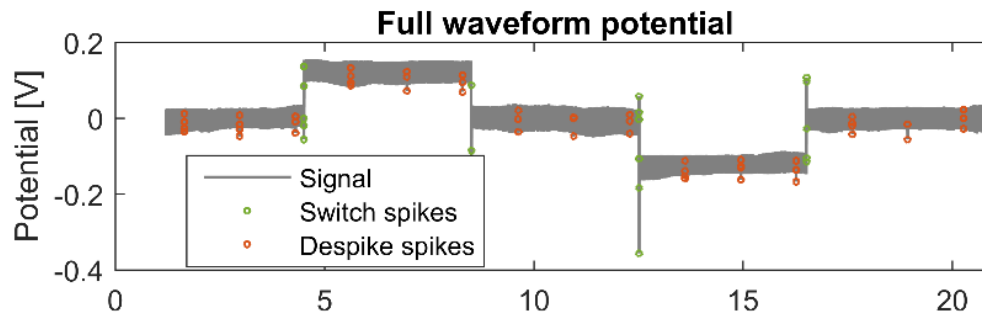 Full waveform potential
Potential [V]
0.2
0
-0.2
-0.4
Signal
Switch spikes
Despike spikes
0 5 10 15 20